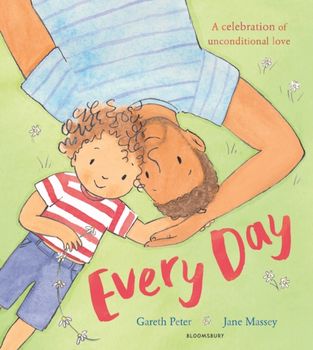 A celebration of
unconditional love
Every Day
Gareth Peter & Jane Massey
BLOOMSBURY